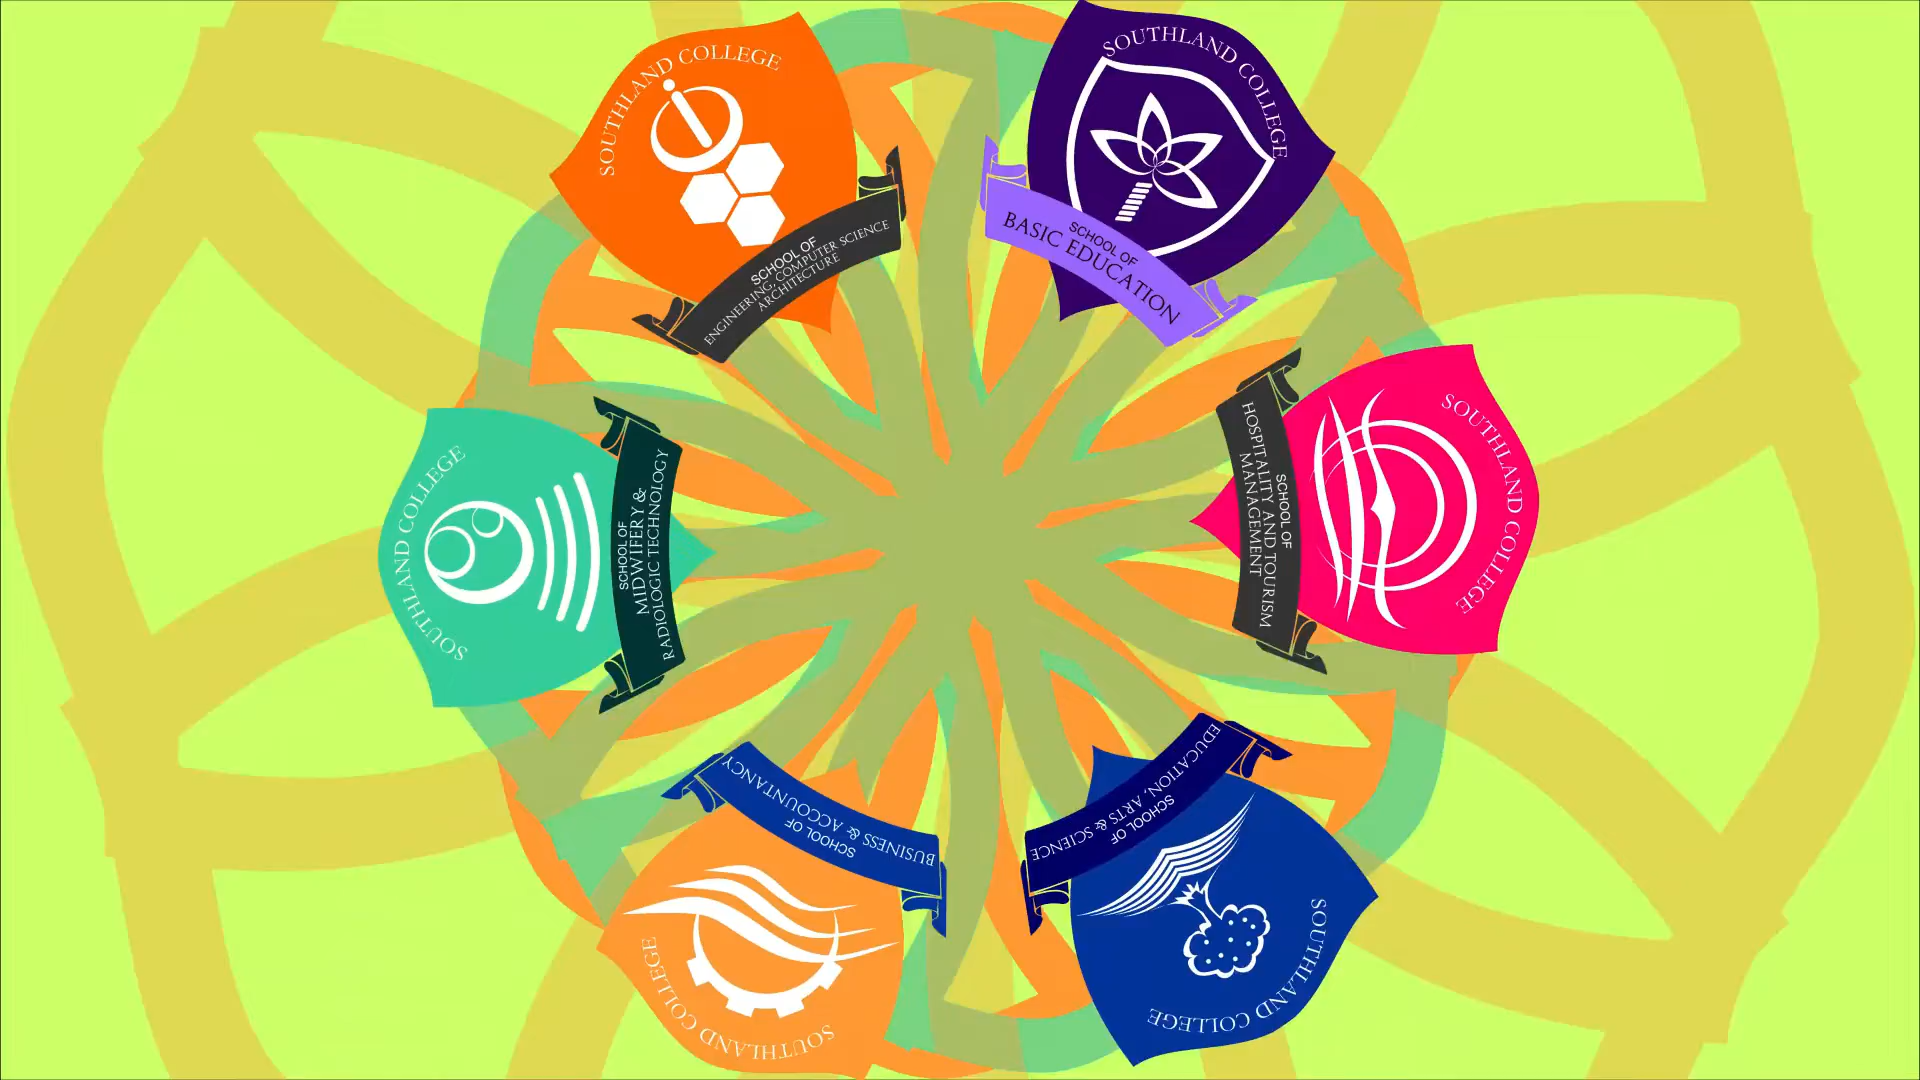 SOUTHLAND COLLEGE
SCHOOL OF
ENGINEERING, COMPUTER SCIENCE
ARCHITECTURE
SOUTHLAND COLLEGE
SCHOOL OF
BASIC EDUCATION
SOUTHLAND COLLEGE
SCHOOL OF
HOSPITALITY AND TOURISM
MANAGEMENT
SOUTHLAND COLLEGE
SCHOOL OF
EDUCATION, ARTS & SCIENCE
SOUTHLAND COLLEGE
SCHOOL OF
BUSINESS & ACCOUNTANCY
SOUTHLAND COLLEGE
SCHOOL OF
MIDWIFERY &
RADIOLOGIC TECHNOLOGY